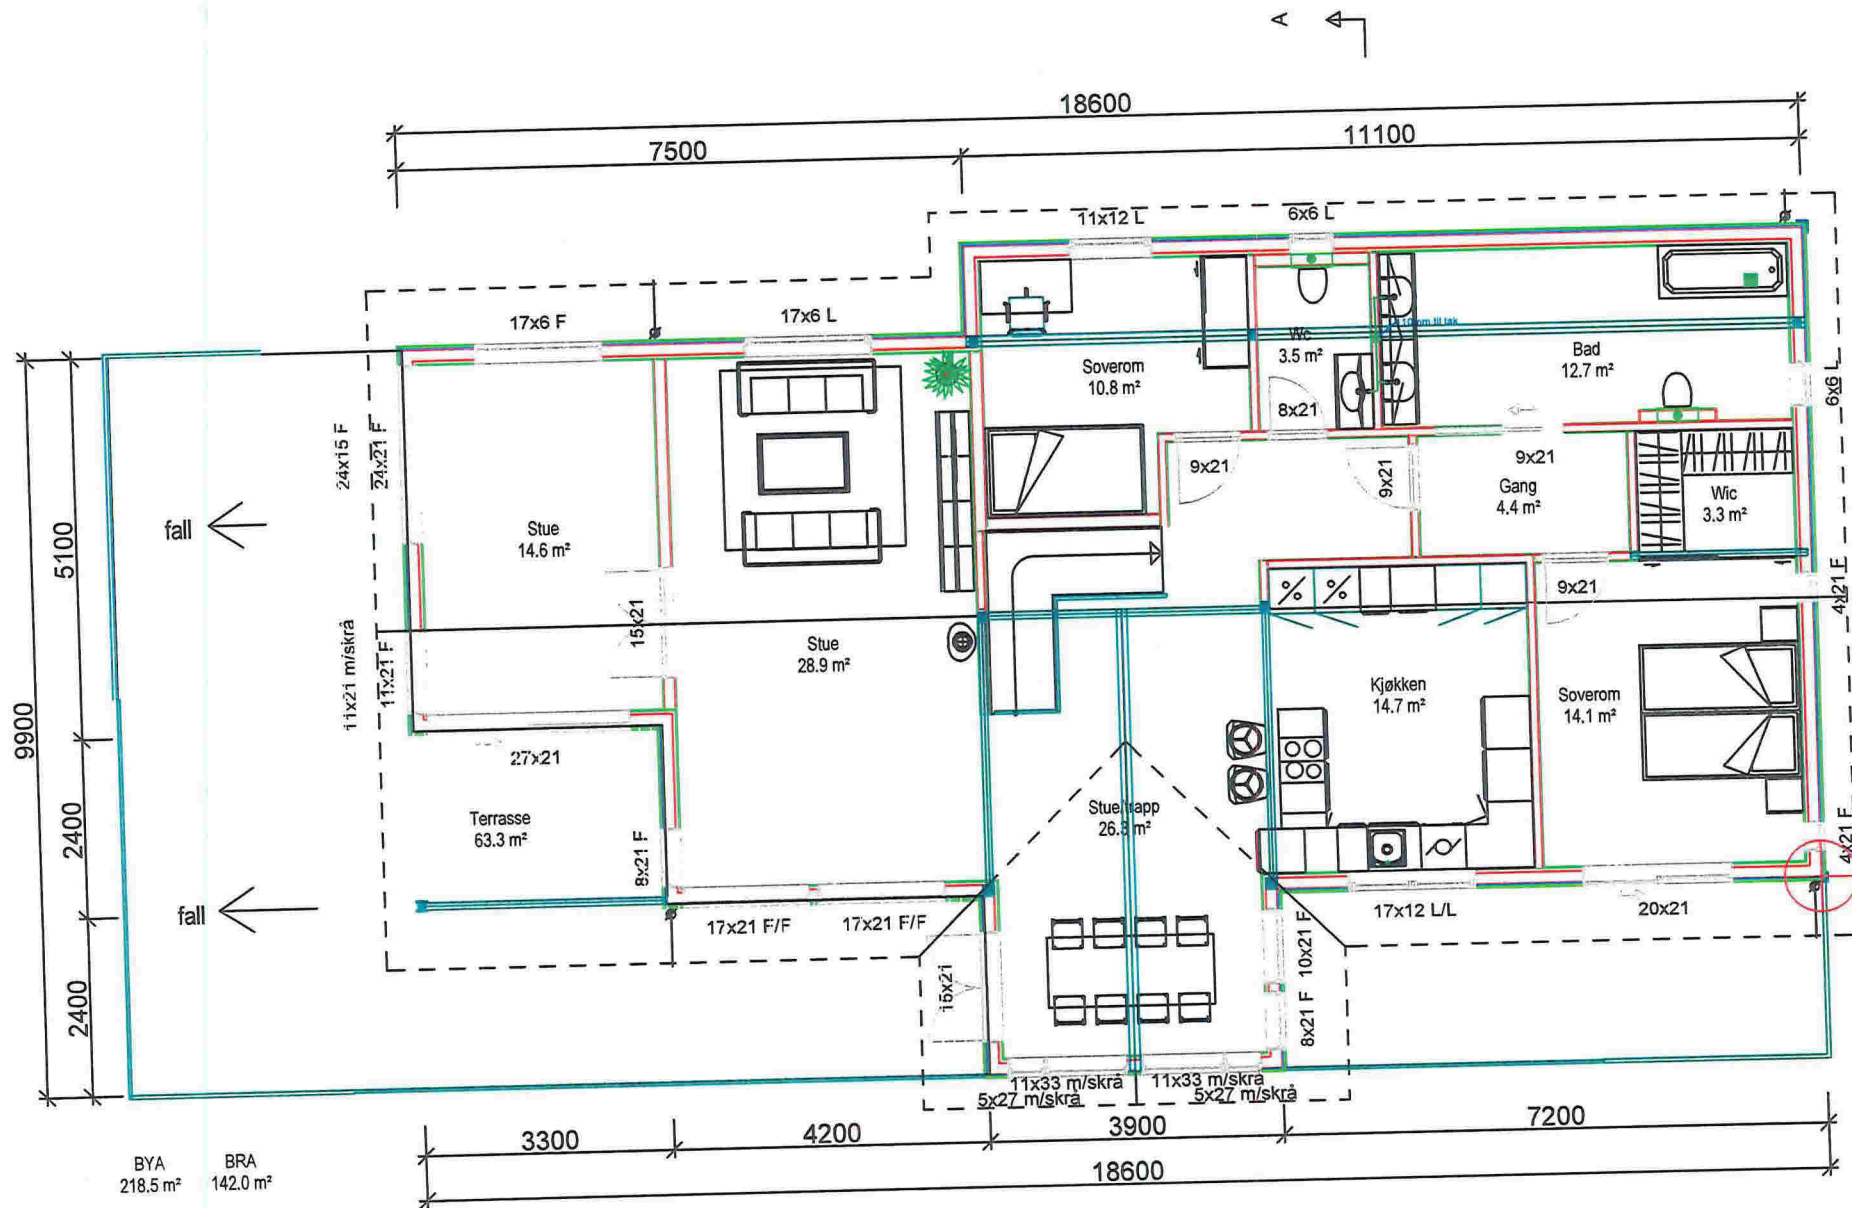 A
18600
7500
11100
11x12 L
6x6 L
17x6 F
17x6 L
Soverom
10.8 m²
Wc
3.5 m²
Bad
12.7 m²
6x6 L
8x21
9x21
9x21
9x21
Gang
4.4 m²
Wic
3.3 m²
24x15 F
24x21 F
fall
Stue
14.6 m²
5100
9900
11x21 m/skrå
11x21 F
15x21
Stue
28.9 m²
9x21
4x21 F
Kjøkken
14.7 m²
Soverom
14.1 m²
27x21
Terrasse
63.3 m²
2400
8x21 F
Stue/trapp
26.3 m²
4x21 F
fall
17x21 F/F
17x21 F/F
17x12 L/L
20x21
15x21
10x21 F
8x21 F
2400
11x33 m/skrå
11x33 m/skrå
5x27 m/skrå
5x27 m/skrå
3300
4200
3900
7200
18600
BYA
218.5 m²
BRA
142.0 m²